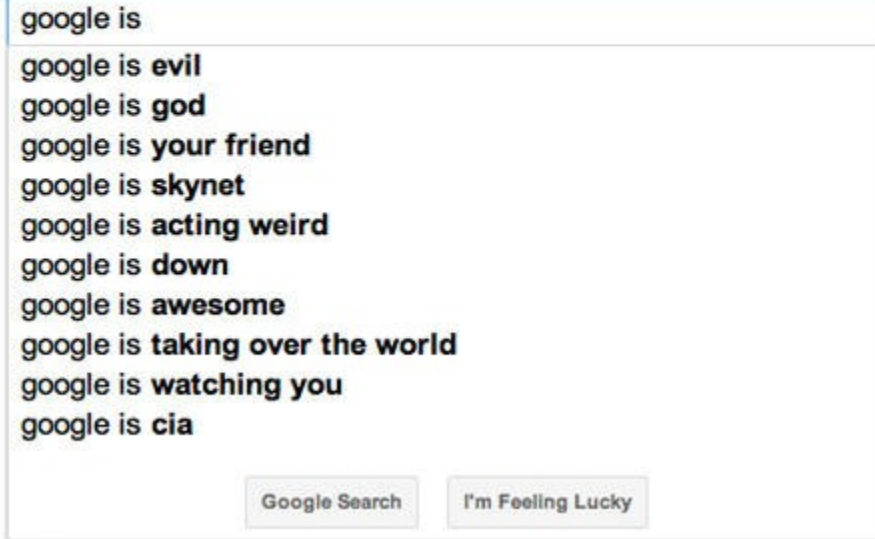 google is
google is evil
google is god
google is your friend
google is skynet
google is acting weird
google is down
google is awesome
google is taking over the world
google is watching you
google is cia
Google Search I'm Feeling Lucky